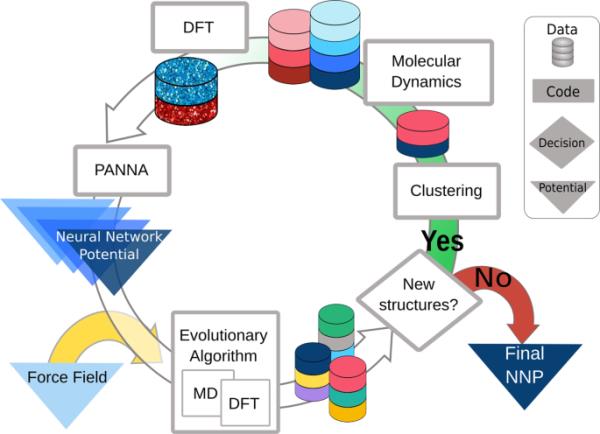 DFT
Molecular
Dynamics
Data
Code
Decision
Potential
PANNA
Clustering
Neural Network
Potential
Yes
No
New
structures?
Evolutionary
Algorithm
MD
DFT
Force Field
Final
NNP